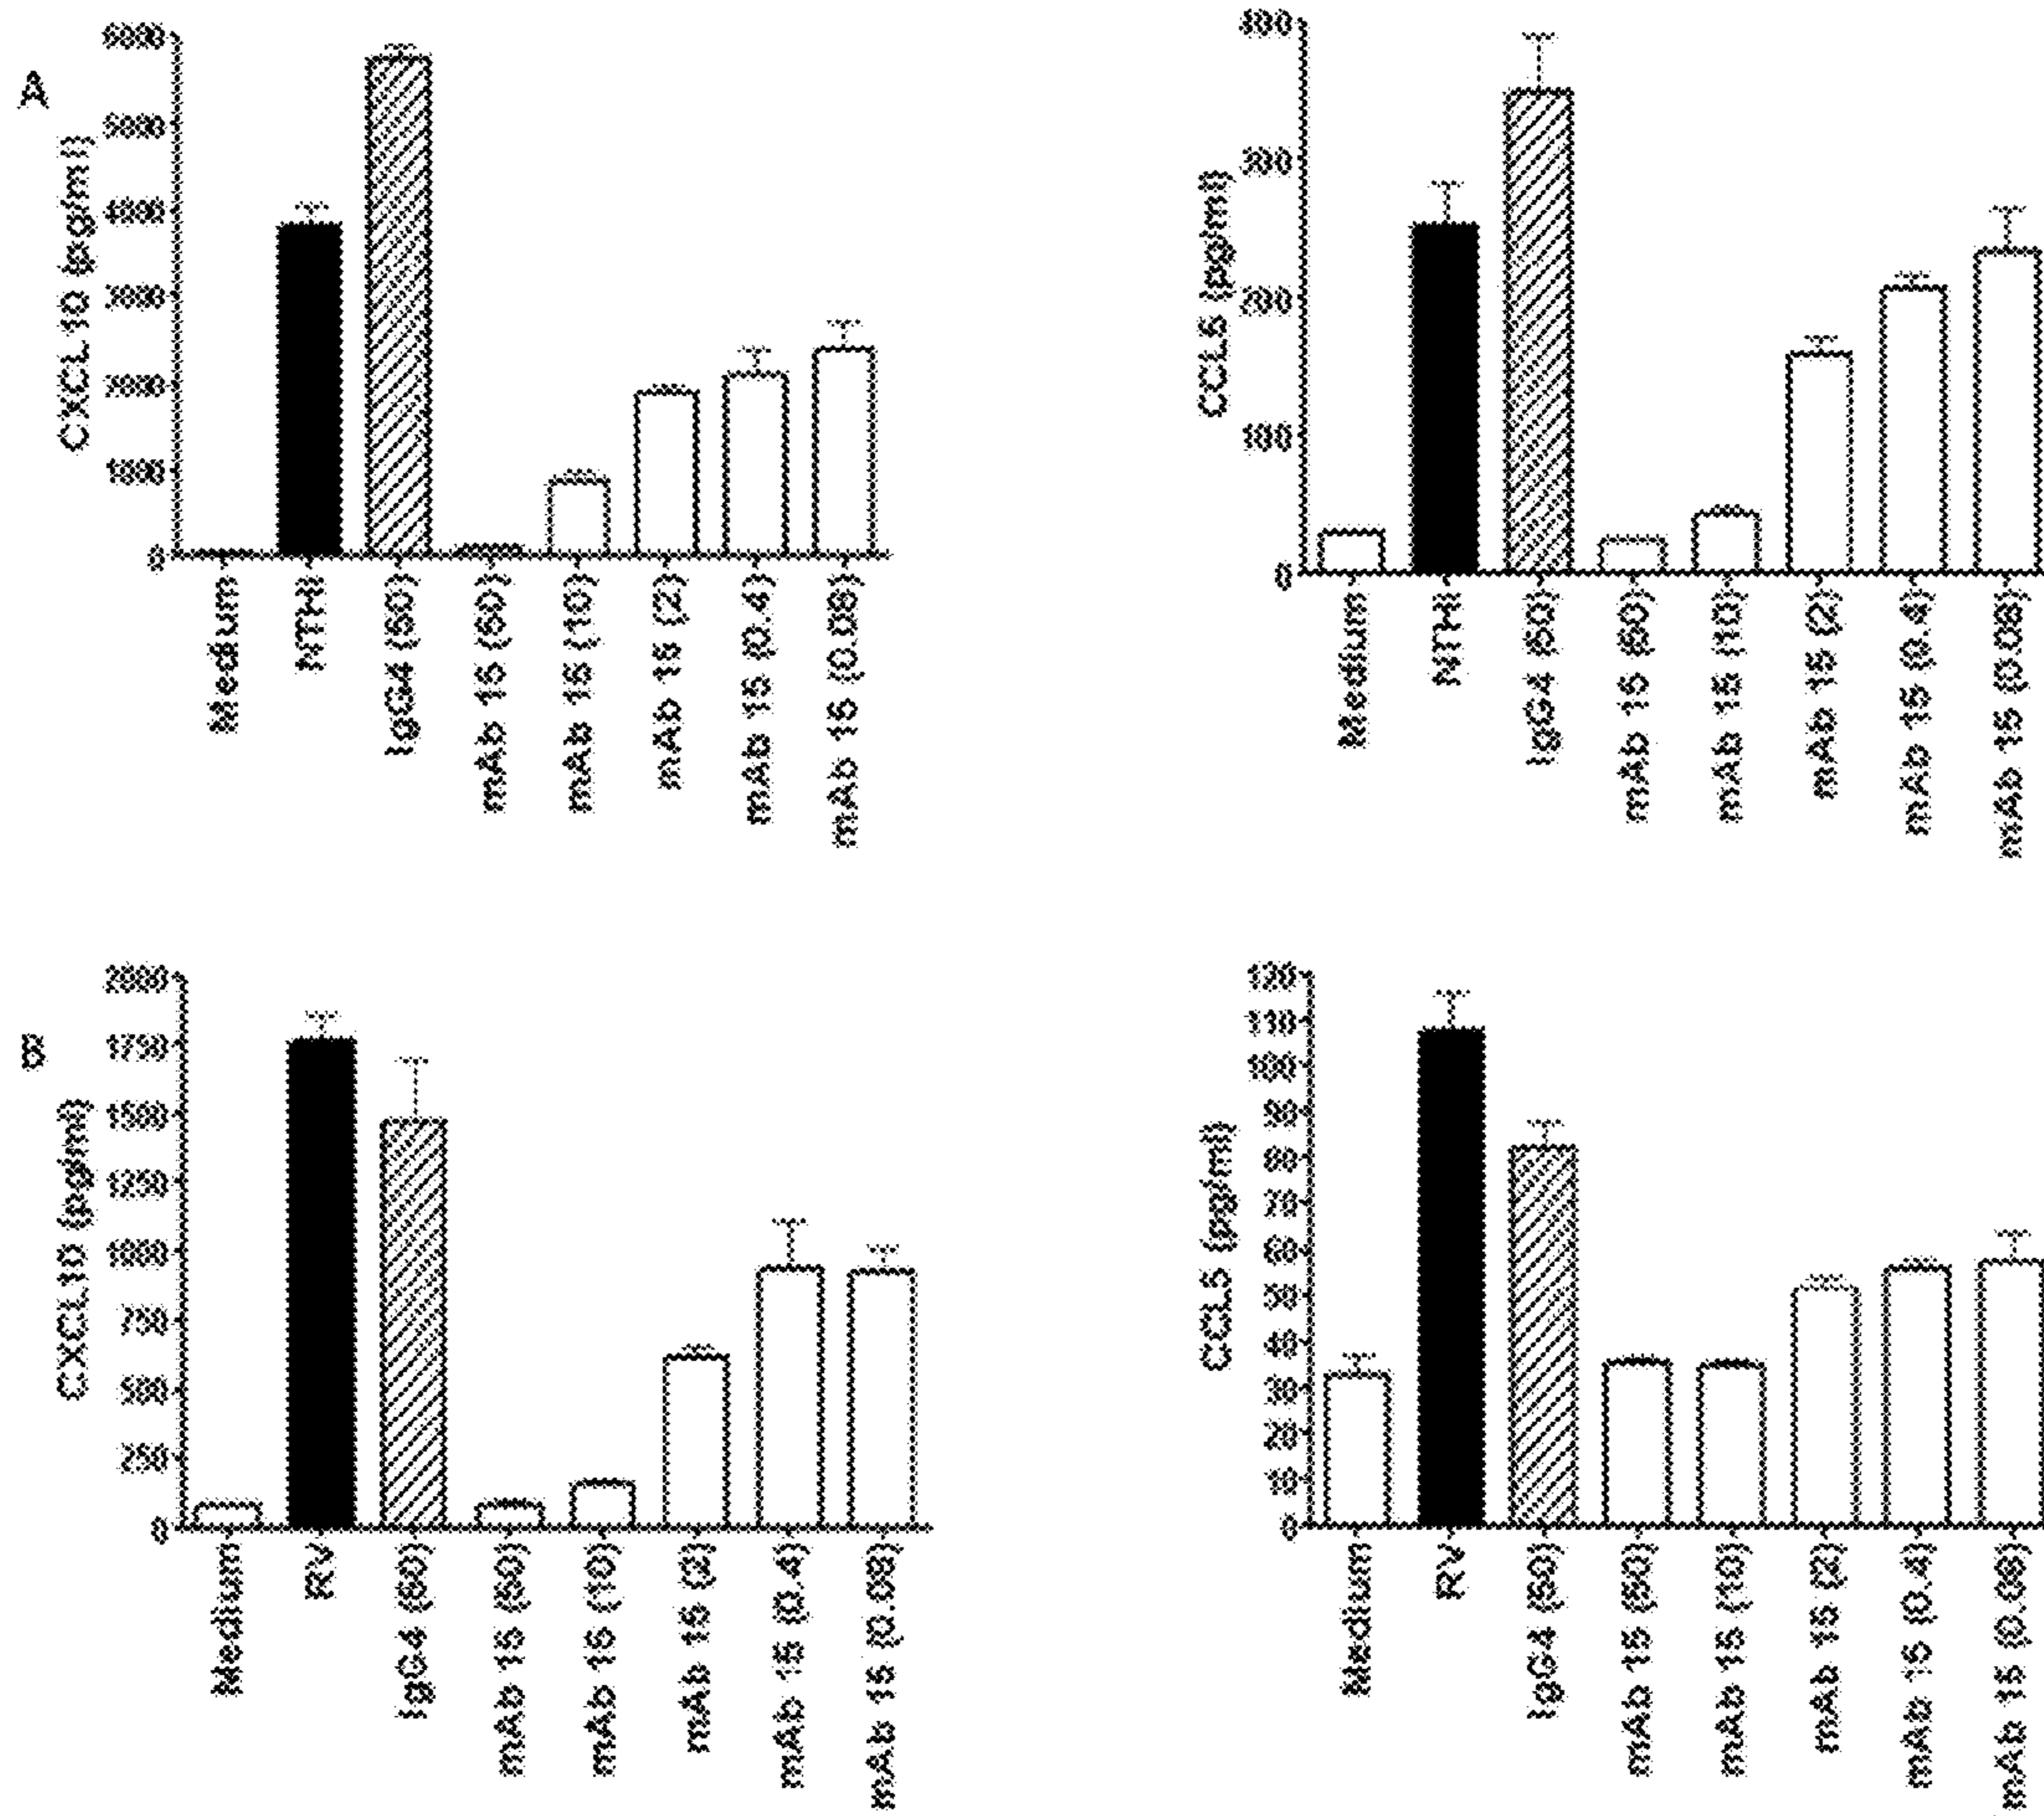 A
CXCL10 (pg/ml)
6000
5000
4000
3000
2000
1000
0
Medium
NTHi
IgG4 (50)
mAb 15 (50)
mAb 15 (10)
mAb 15 (2)
mAb 15 (0.4)
mAb 15 (0.08)
CCL5 (pg/ml)
400
300
200
100
0
Medium
NTHi
IgG4 (50)
mAb 15 (50)
mAb 15 (10)
mAb 15 (2)
mAb 15 (0.4)
mAb 15 (0.08)
B
CXCL10 (pg/ml)
2000
1750
1500
1250
1000
750
500
250
0
Medium
RV
IgG4 (50)
mAb 15 (50)
mAb 15 (10)
mAb 15 (2)
mAb 15 (0.4)
mAb 15 (0.08)
CCL5 (pg/ml)
120
110
100
90
80
70
60
50
40
30
20
10
0
Medium
RV
IgG4 (50)
mAb 15 (50)
mAb 15 (10)
mAb 15 (2)
mAb 15 (0.4)
mAb 15 (0.08)